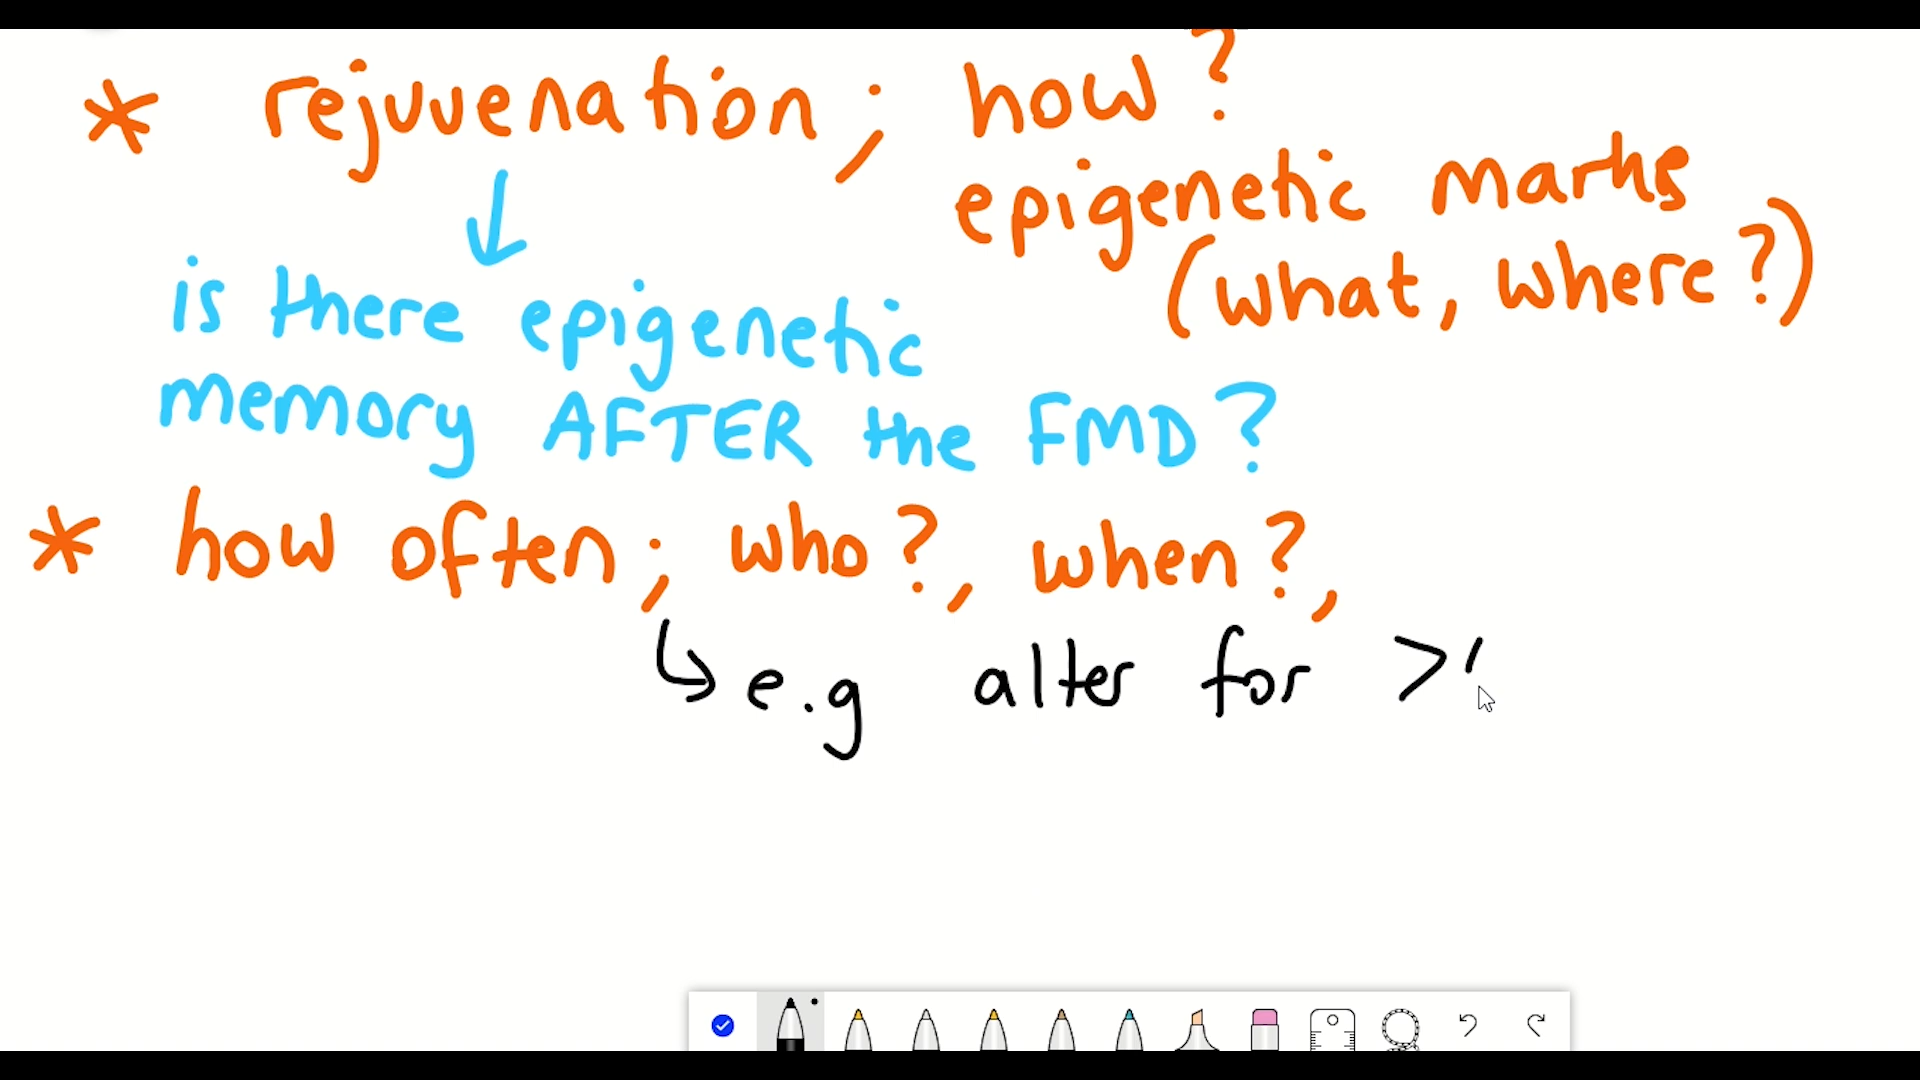 * rejuvenation; how?
epigenetic marks
(what, where?)
is there epigenetic
memory AFTER the FMD?
* how often; who?, when?,
e.g alter for >